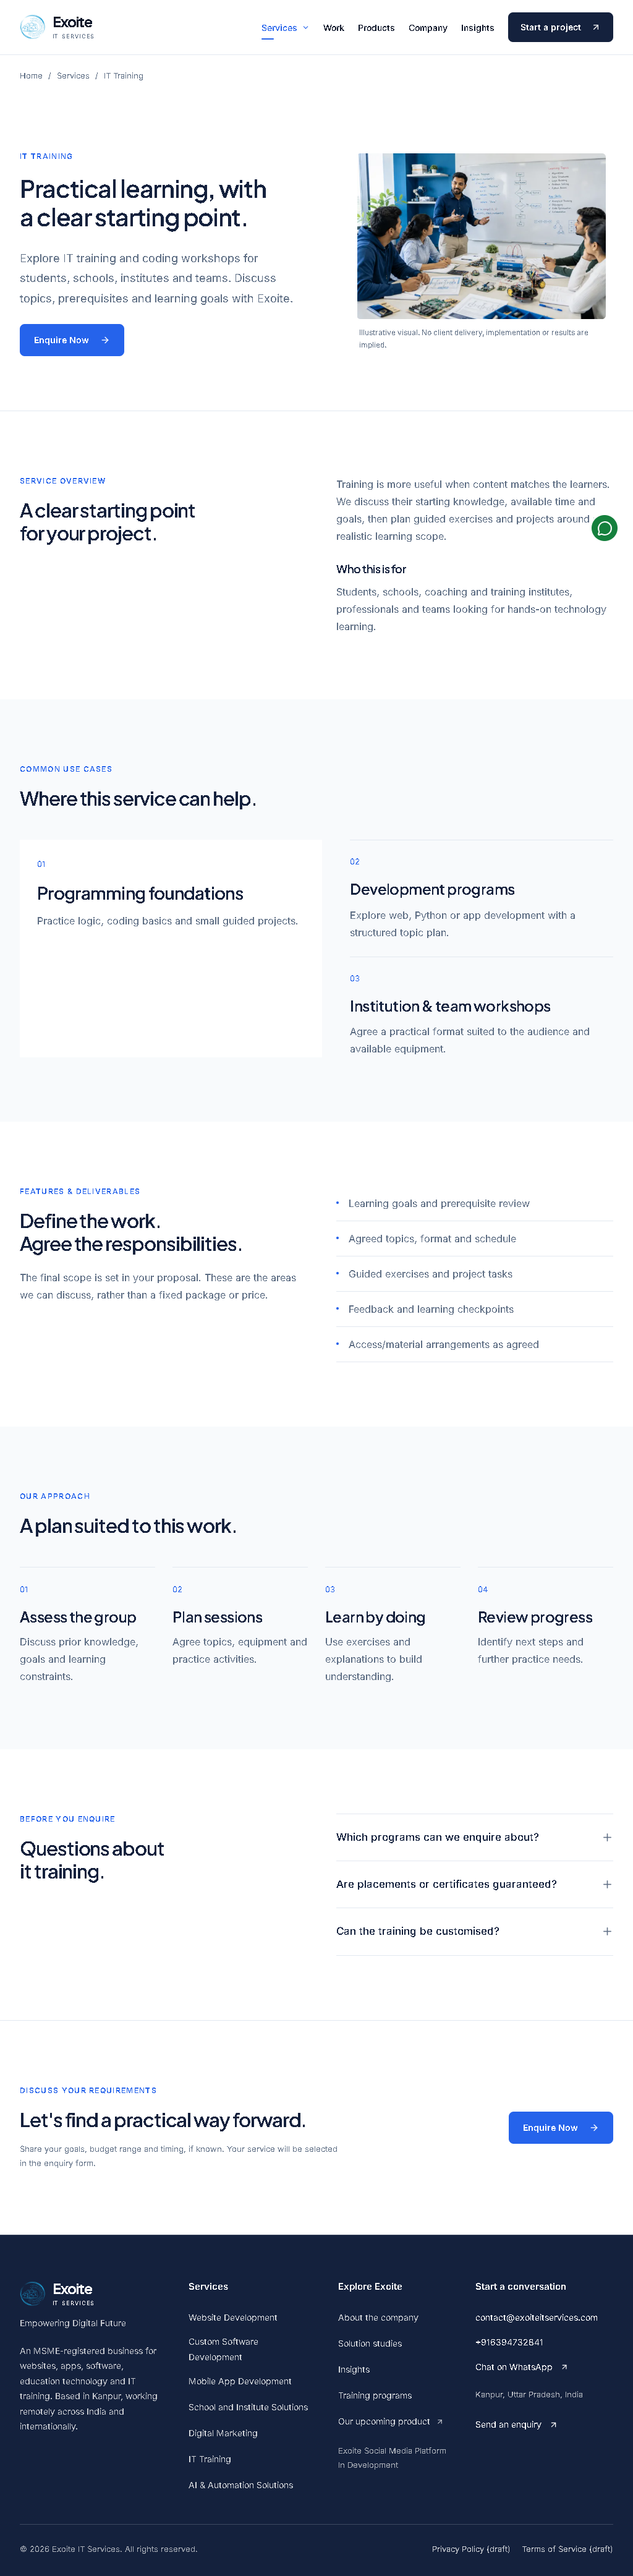 Exoite
IT SERVICES
Services
Work
Products
Company
Insights
Start a project
Home / Services / IT Training
IT TRAINING
Practical learning, with
a clear starting point.
Explore IT training and coding workshops for
students, schools, institutes and teams. Discuss
topics, prerequisites and learning goals with Exoite.
Enquire Now
Illustrative visual. No client delivery, implementation or results are
implied.
SERVICE OVERVIEW
A clear starting point
for your project.
Training is more useful when content matches the learners.
We discuss their starting knowledge, available time and
goals, then plan guided exercises and projects around a
realistic learning scope.
Who this is for
Students, schools, coaching and training institutes,
professionals and teams looking for hands-on technology
learning.
COMMON USE CASES
Where this service can help.
01
Programming foundations
Practice logic, coding basics and small guided projects.
02
Development programs
Explore web, Python or app development with a
structured topic plan.
03
Institution & team workshops
Agree a practical format suited to the audience and
available equipment.
FEATURES & DELIVERABLES
Define the work.
Agree the responsibilities.
The final scope is set in your proposal. These are the areas
we can discuss, rather than a fixed package or price.
Learning goals and prerequisite review
Agreed topics, format and schedule
Guided exercises and project tasks
Feedback and learning checkpoints
Access/material arrangements as agreed
OUR APPROACH
A plan suited to this work.
01
Assess the group
Discuss prior knowledge,
goals and learning
constraints.
02
Plan sessions
Agree topics, equipment and
practice activities.
03
Learn by doing
Use exercises and
explanations to build
understanding.
04
Review progress
Identify next steps and
further practice needs.
BEFORE YOU ENQUIRE
Questions about
it training.
Which programs can we enquire about?
Are placements or certificates guaranteed?
Can the training be customised?
DISCUSS YOUR REQUIREMENTS
Let's find a practical way forward.
Share your goals, budget range and timing, if known. Your service will be selected
in the enquiry form.
Enquire Now
Exoite
IT SERVICES
Empowering Digital Future
An MSME-registered business for
websites, apps, software,
education technology and IT
training. Based in Kanpur, working
remotely across India and
internationally.
Services
Website Development
Custom Software
Development
Mobile App Development
School and Institute Solutions
Digital Marketing
IT Training
AI & Automation Solutions
Explore Exoite
About the company
Solution studies
Insights
Training programs
Our upcoming product
Exoite Social Media Platform
In Development
Start a conversation
contact@exoiteitservices.com
+916394732841
Chat on WhatsApp
Kanpur, Uttar Pradesh, India
Send an enquiry
© 2026 Exoite IT Services. All rights reserved.
Privacy Policy (draft)
Terms of Service (draft)